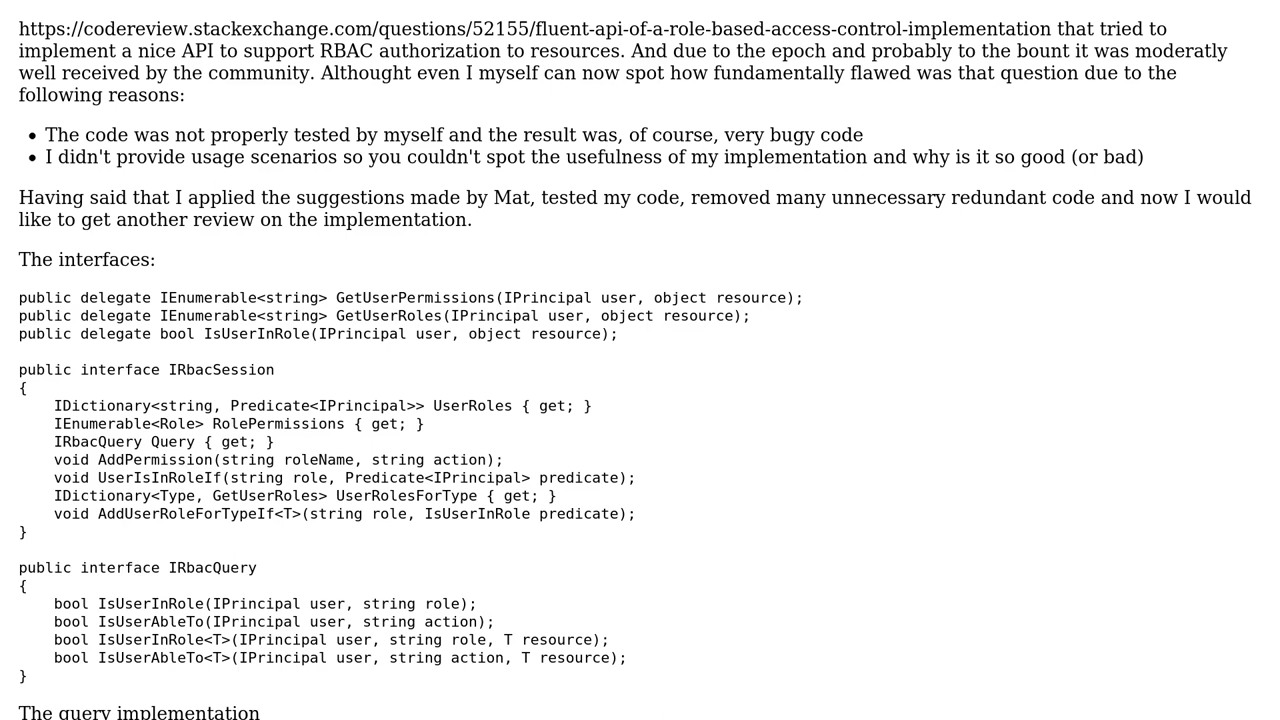 https://codereview.stackexchange.com/questions/52155/fluent-api-of-a-role-based-access-control-implementation that tried to
implement a nice API to support RBAC authorization to resources. And due to the epoch and probably to the bount it was moderatly
well received by the community. Althought even I myself can now spot how fundamentally flawed was that question due to the
following reasons:
• The code was not properly tested by myself and the result was, of course, very bugy code
• I didn't provide usage scenarios so you couldn't spot the usefulness of my implementation and why is it so good (or bad)
Having said that I applied the suggestions made by Mat, tested my code, removed many unnecessary redundant code and now I would
like to get another review on the implementation.
The interfaces:
public delegate IEnumerable<string> GetUserPermissions(IPrincipal user, object resource);
public delegate IEnumerable<string> GetUserRoles(IPrincipal user, object resource);
public delegate bool IsUserInRole(IPrincipal user, object resource);
public interface IRbacSession
{
    IDictionary<string, Predicate<IPrincipal>> UserRoles { get; }
    IEnumerable<Role> RolePermissions { get; }
    IRbacQuery Query { get; }
    void AddPermission(string roleName, string action);
    void UserIsInRoleIf(string role, Predicate<IPrincipal> predicate);
    IDictionary<Type, GetUserRoles> UserRolesForType { get; }
    void AddUserRoleForTypeIf<T>(string role, IsUserInRole predicate);
}
public interface IRbacQuery
{
    bool IsUserInRole(IPrincipal user, string role);
    bool IsUserAbleTo(IPrincipal user, string action);
    bool IsUserInRole<T>(IPrincipal user, string role, T resource);
    bool IsUserAbleTo<T>(IPrincipal user, string action, T resource);
}
The query implementation